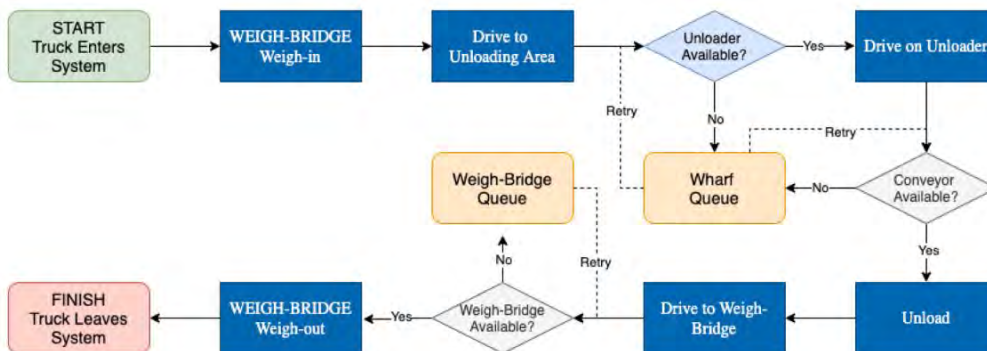 START
Truck Enters
System
WEIGH-BRIDGE
Weigh-in
Drive to
Unloading Area
Unloader
Available?
Yes
Drive on Unloader
Retry
No
Retry
Weigh-Bridge
Queue
Wharf
Queue
No
Conveyor
Available?
No
Retry
Yes
FINISH
Truck Leaves
System
WEIGH-BRIDGE
Weigh-out
Yes
Weigh-Bridge
Available?
Drive to Weigh-
Bridge
Unload